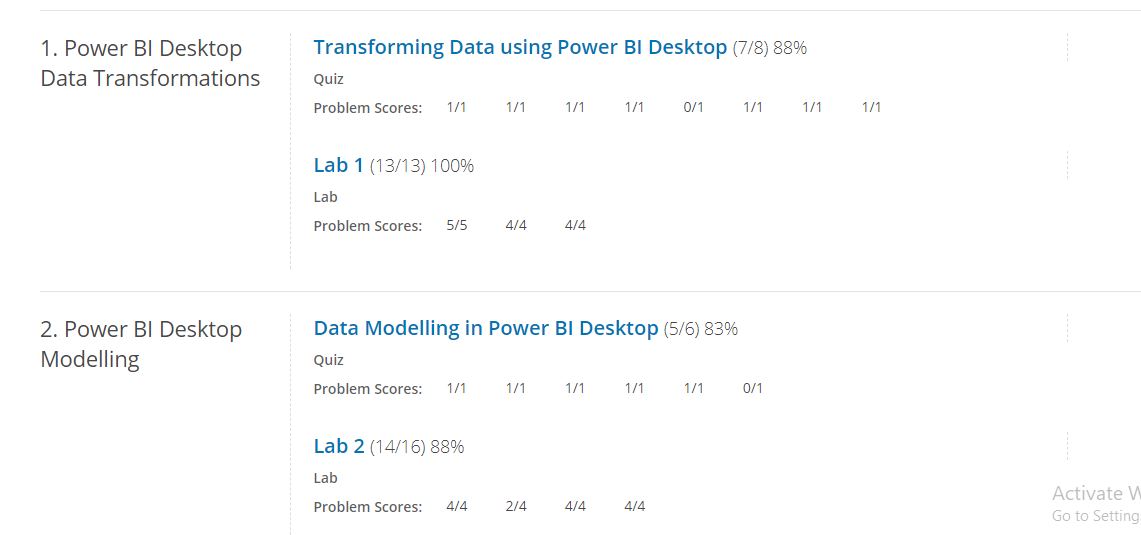 1. Power BI Desktop
Data Transformations
Transforming Data using Power BI Desktop (7/8) 88%
Quiz
Problem Scores: 1/1 1/1 1/1 1/1 0/1 1/1 1/1 1/1
Lab 1 (13/13) 100%
Lab
Problem Scores: 5/5 4/4 4/4
2. Power BI Desktop
Modelling
Data Modelling in Power BI Desktop (5/6) 83%
Quiz
Problem Scores: 1/1 1/1 1/1 1/1 1/1 0/1
Lab 2 (14/16) 88%
Lab
Problem Scores: 4/4 2/4 4/4 4/4
Activate W
Go to Setting